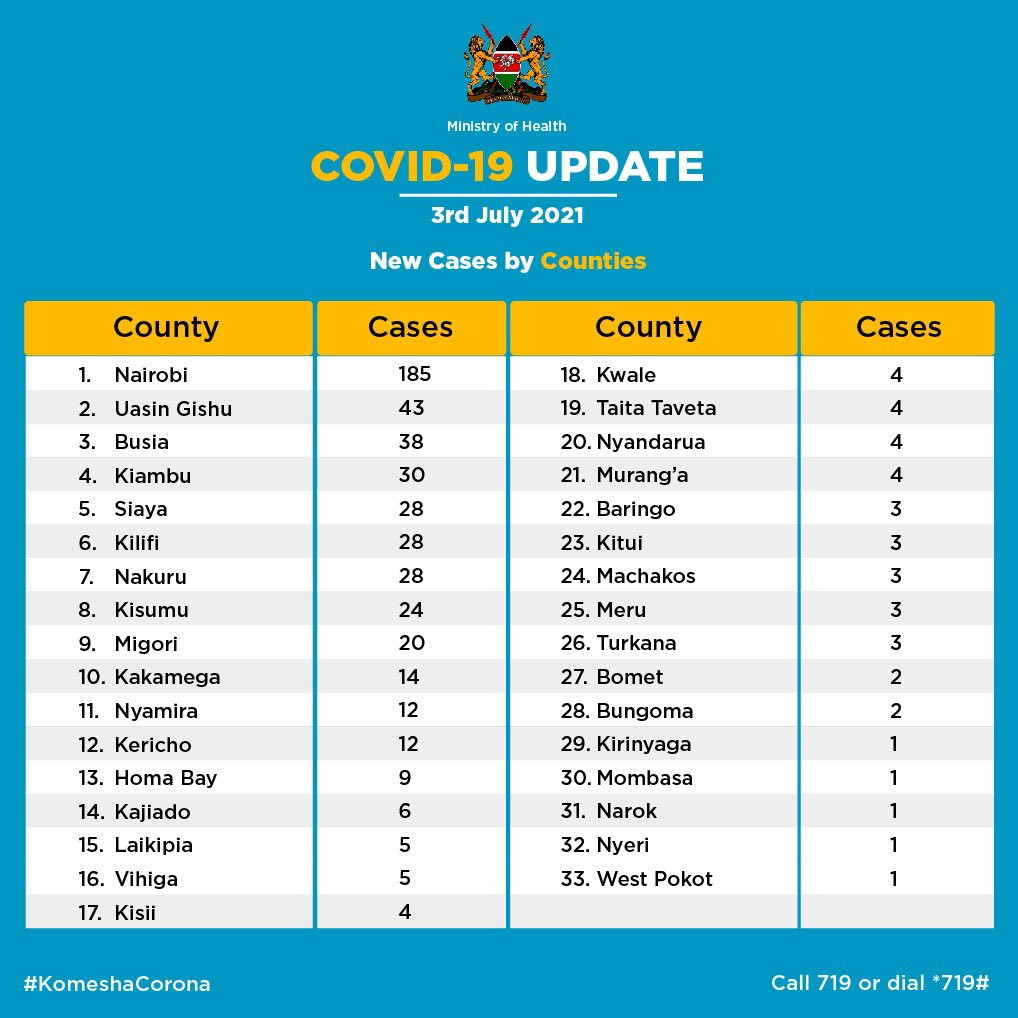 Ministry of Health
COVID-19 UPDATE
3rd July 2021
New Cases by Counties
County Cases County Cases
1. Nairobi 185 18. Kwale 4
2. Uasin Gishu 43 19. Taita Taveta 4
3. Busia 38 20. Nyandarua 4
4. Kiambu 30 21. Murang’a 4
5. Siaya 28 22. Baringo 3
6. Kilifi 28 23. Kitui 3
7. Nakuru 28 24. Machakos 3
8. Kisumu 24 25. Meru 3
9. Migori 20 26. Turkana 3
10. Kakamega 14 27. Bomet 2
11. Nyamira 12 28. Bungoma 2
12. Kericho 12 29. Kirinyaga 1
13. Homa Bay 9 30. Mombasa 1
14. Kajiado 6 31. Narok 1
15. Laikipia 5 32. Nyeri 1
16. Vihiga 5 33. West Pokot 1
17. Kisii 4
#KomeshaCorona Call 719 or dial *719#